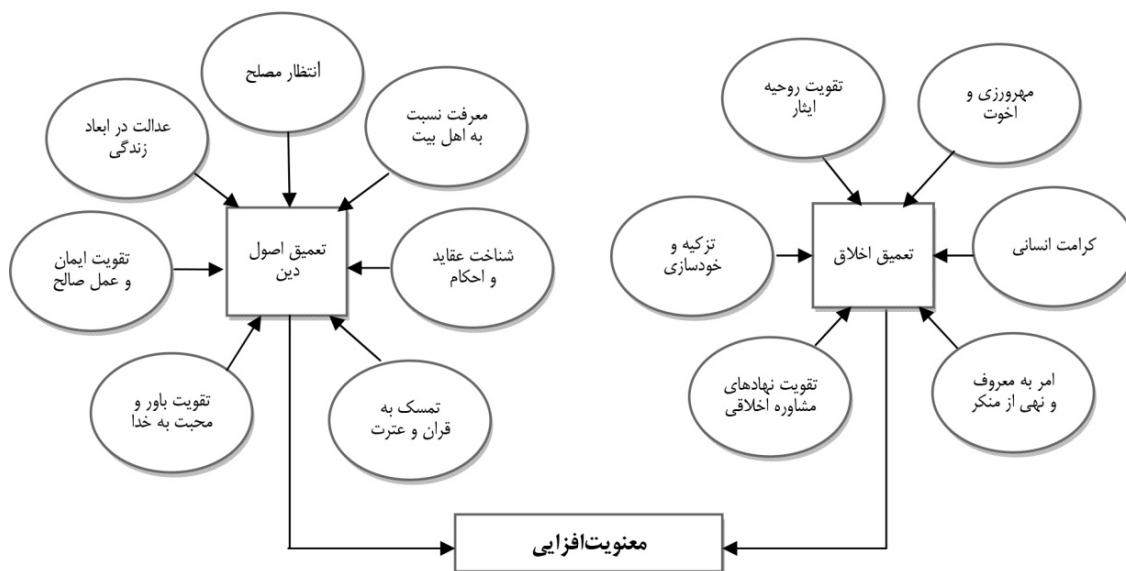 انتظار مصلح
معرفت نسبت
به اهل بیت
عدالت در ابعاد
زندگی
تعمیق اصول
دین
شناخت عقاید
و احکام
تقویت ایمان
و عمل صالح
تمسک به
قران و عترت
تقویت باور و
محبت به خدا
مهرورزی و
اخوت
تقویت روحیه
ایثار
کرامت انسانی
تعمیق اخلاق
تزکیه و
خودسازی
امر به معروف
و نهی از منکر
تقویت نهادهای
مشاوره اخلاقی
معنویت‌افزایی